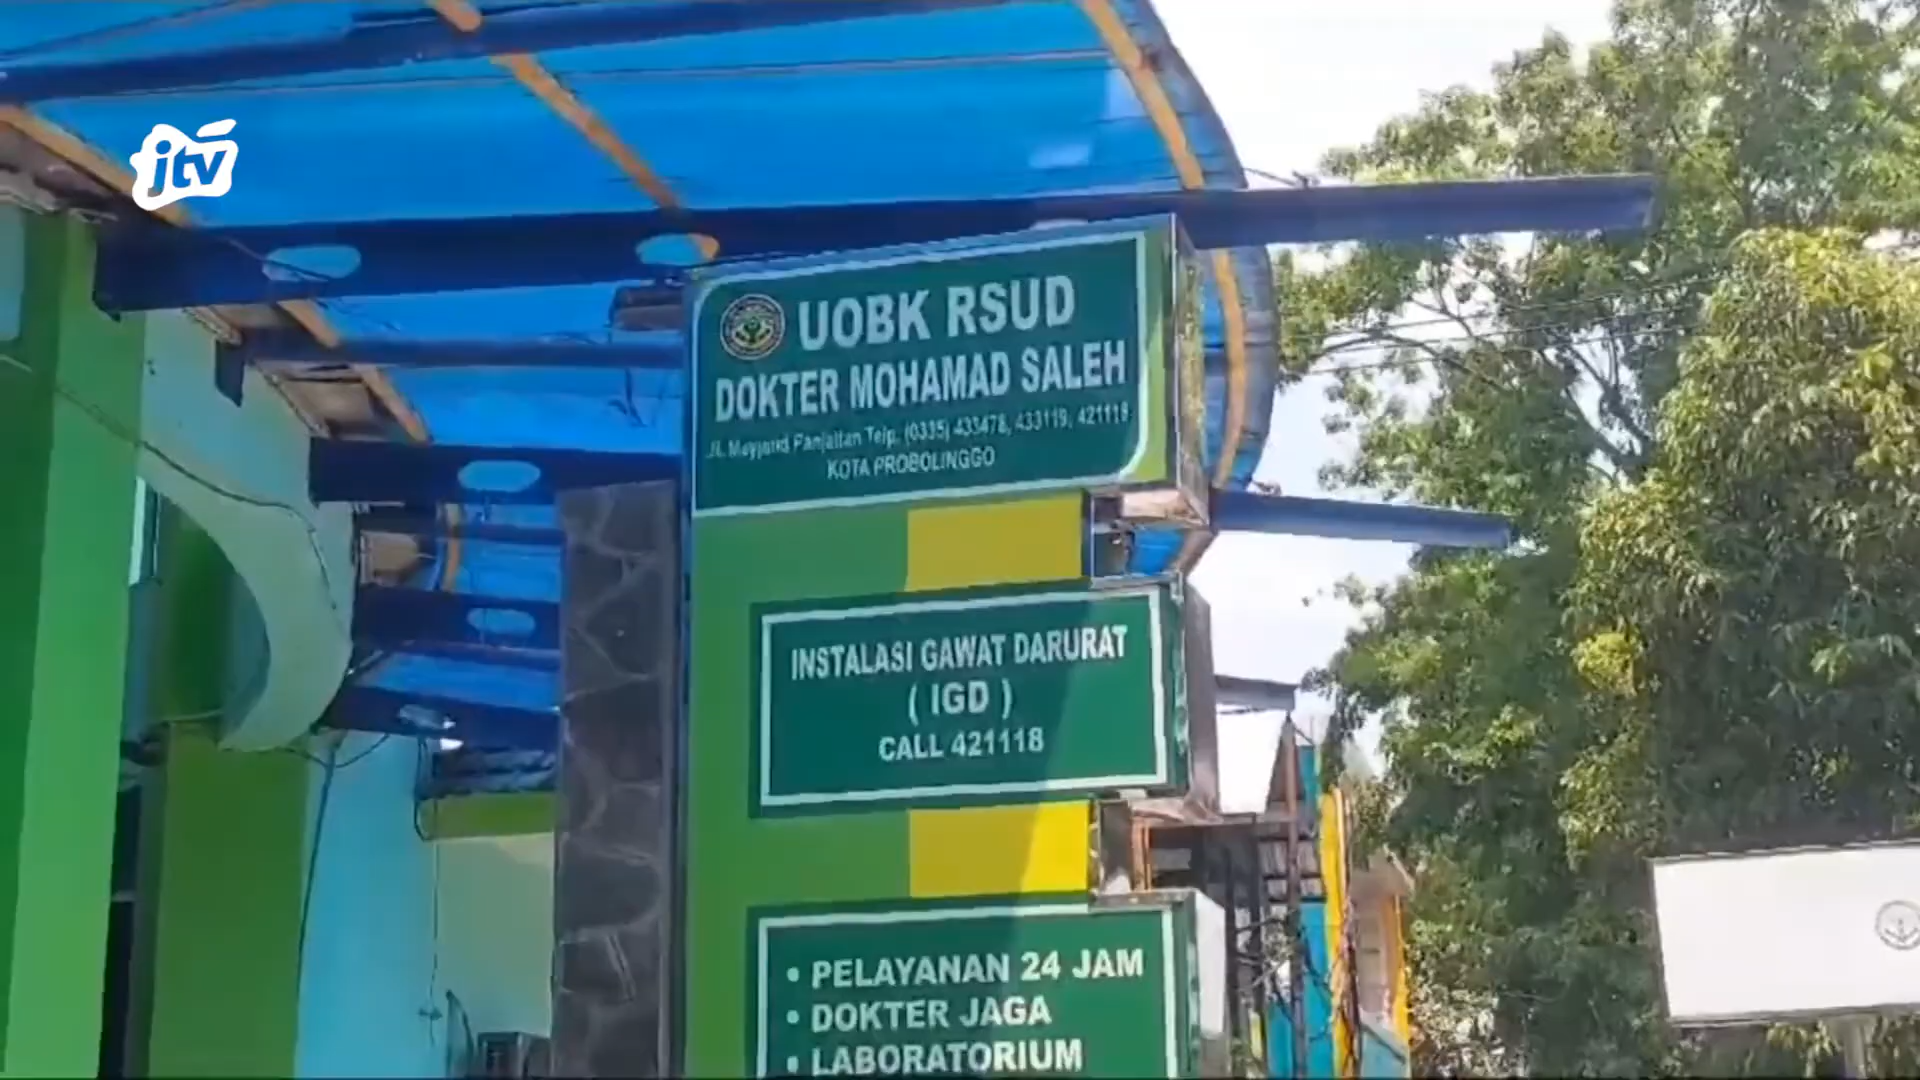 jtv
UOBK RSUD
DOKTER MOHAMAD SALEH
Jl. Mayjend Panjaitan Telp. (0335) 433478, 433119, 421118
KOTA PROBOLINGGO
INSTALASI GAWAT DARURAT
( IGD )
CALL 421118
• PELAYANAN 24 JAM
• DOKTER JAGA
• LABORATORIUM